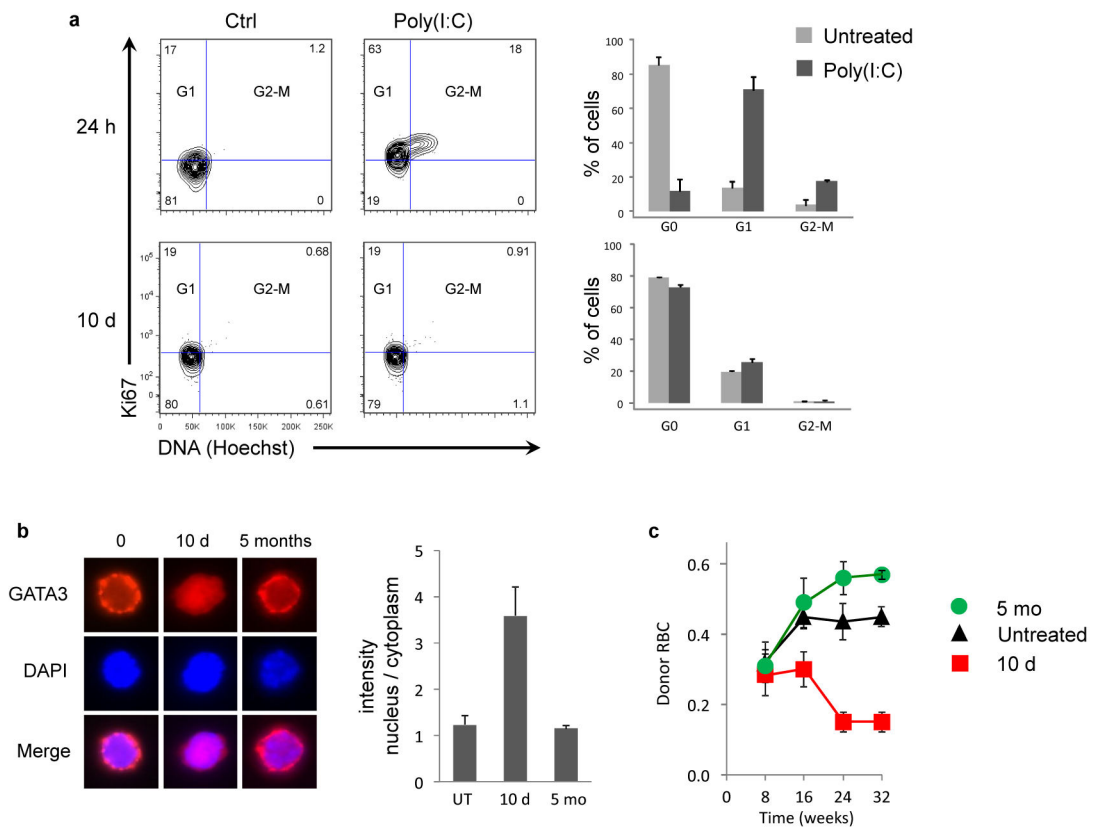 a
Ctrl
Poly(I:C)
Untreated
Poly(I:C)
24 h
17
1.2
G1
G2-M
81
0
63
18
G1
G2-M
19
0
% of cells
100
80
60
40
20
0
G0
G1
G2-M
10 d
19
0.68
G1
G2-M
80
0.61
10⁵
10⁴
10³
10²
0
0
50K
100K
150K
200K
250K
19
0.91
G1
G2-M
79
1.1
% of cells
100
80
60
40
20
0
G0
G1
G2-M
Ki67
DNA (Hoechst)
b
0
10 d
5 months
GATA3
DAPI
Merge
intensity
nucleus / cytoplasm
5
4
3
2
1
0
UT
10 d
5 mo
c
Donor RBC
0.6
0.4
0.2
0.0
0
8
16
24
32
Time (weeks)
5 mo
Untreated
10 d